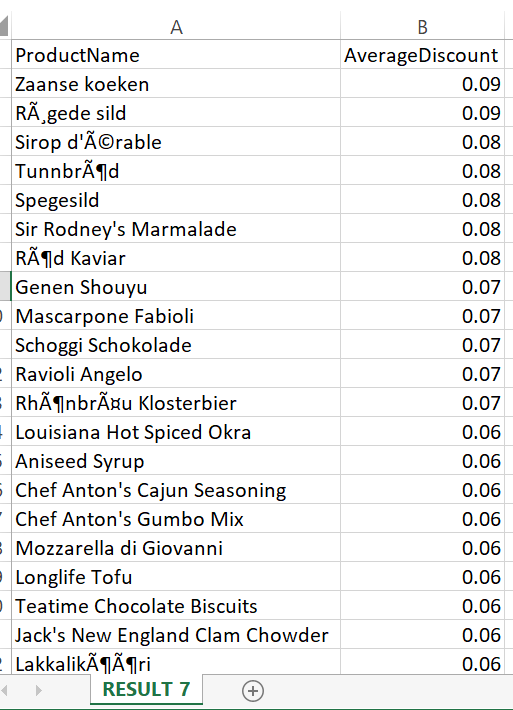 A B
ProductName AverageDiscount
Zaanse koeken 0.09
RÃ¸gede sild 0.09
Sirop d'Ã©rable 0.08
TunnbrÃ¶d 0.08
Spegesild 0.08
Sir Rodney's Marmalade 0.08
RÃ¶d Kaviar 0.08
Genen Shouyu 0.07
Mascarpone Fabioli 0.07
Schoggi Schokolade 0.07
Ravioli Angelo 0.07
RhÃ¶nbrÃ¤u Klosterbier 0.07
Louisiana Hot Spiced Okra 0.06
Aniseed Syrup 0.06
Chef Anton's Cajun Seasoning 0.06
Chef Anton's Gumbo Mix 0.06
Mozzarella di Giovanni 0.06
Longlife Tofu 0.06
Teatime Chocolate Biscuits 0.06
Jack's New England Clam Chowder 0.06
LakkalikÃ¶Ã¶ri 0.06
RESULT 7